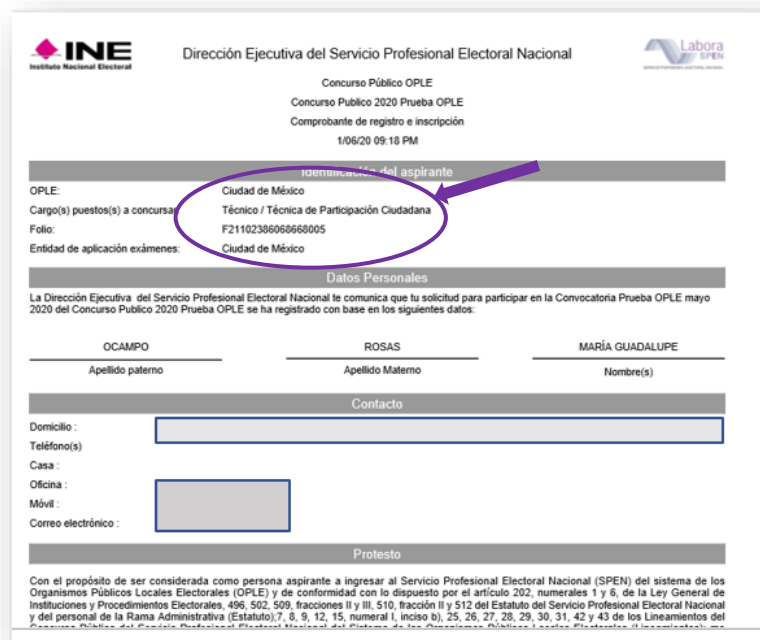 INE
Instituto Nacional Electoral
Dirección Ejecutiva del Servicio Profesional Electoral Nacional
Labora
SPEN
SERVICIO PROFESIONAL ELECTORAL NACIONAL
Concurso Público OPLE
Concurso Publico 2020 Prueba OPLE
Comprobante de registro e inscripción
1/06/20 09:18 PM
Identificación del aspirante
OPLE: Ciudad de México
Cargo(s) puestos(s) a concursar Técnico / Técnica de Participación Ciudadana
Folio: F21102386068668005
Entidad de aplicación exámenes: Ciudad de México
Datos Personales
La Dirección Ejecutiva del Servicio Profesional Electoral Nacional te comunica que tu solicitud para participar en la Convocatoria Prueba OPLE mayo
2020 del Concurso Publico 2020 Prueba OPLE se ha registrado con base en los siguientes datos:
OCAMPO ROSAS MARÍA GUADALUPE
Apellido paterno Apellido Materno Nombre(s)
Contacto
Domicilio :
Teléfono(s)
Casa :
Oficina :
Móvil :
Correo electrónico :
Protesto
Con el propósito de ser considerada como persona aspirante a ingresar al Servicio Profesional Electoral Nacional (SPEN) del sistema de los
Organismos Públicos Locales Electorales (OPLE) y de conformidad con lo dispuesto por el artículo 202, numerales 1 y 6, de la Ley General de
Instituciones y Procedimientos Electorales, 496, 502, 509, fracciones II y III, 510, fracción II y 512 del Estatuto del Servicio Profesional Electoral Nacional
y del personal de la Rama Administrativa (Estatuto);7, 8, 9, 12, 15, numeral I, inciso b), 25, 26, 27, 28, 29, 30, 31, 42 y 43 de los Lineamientos del